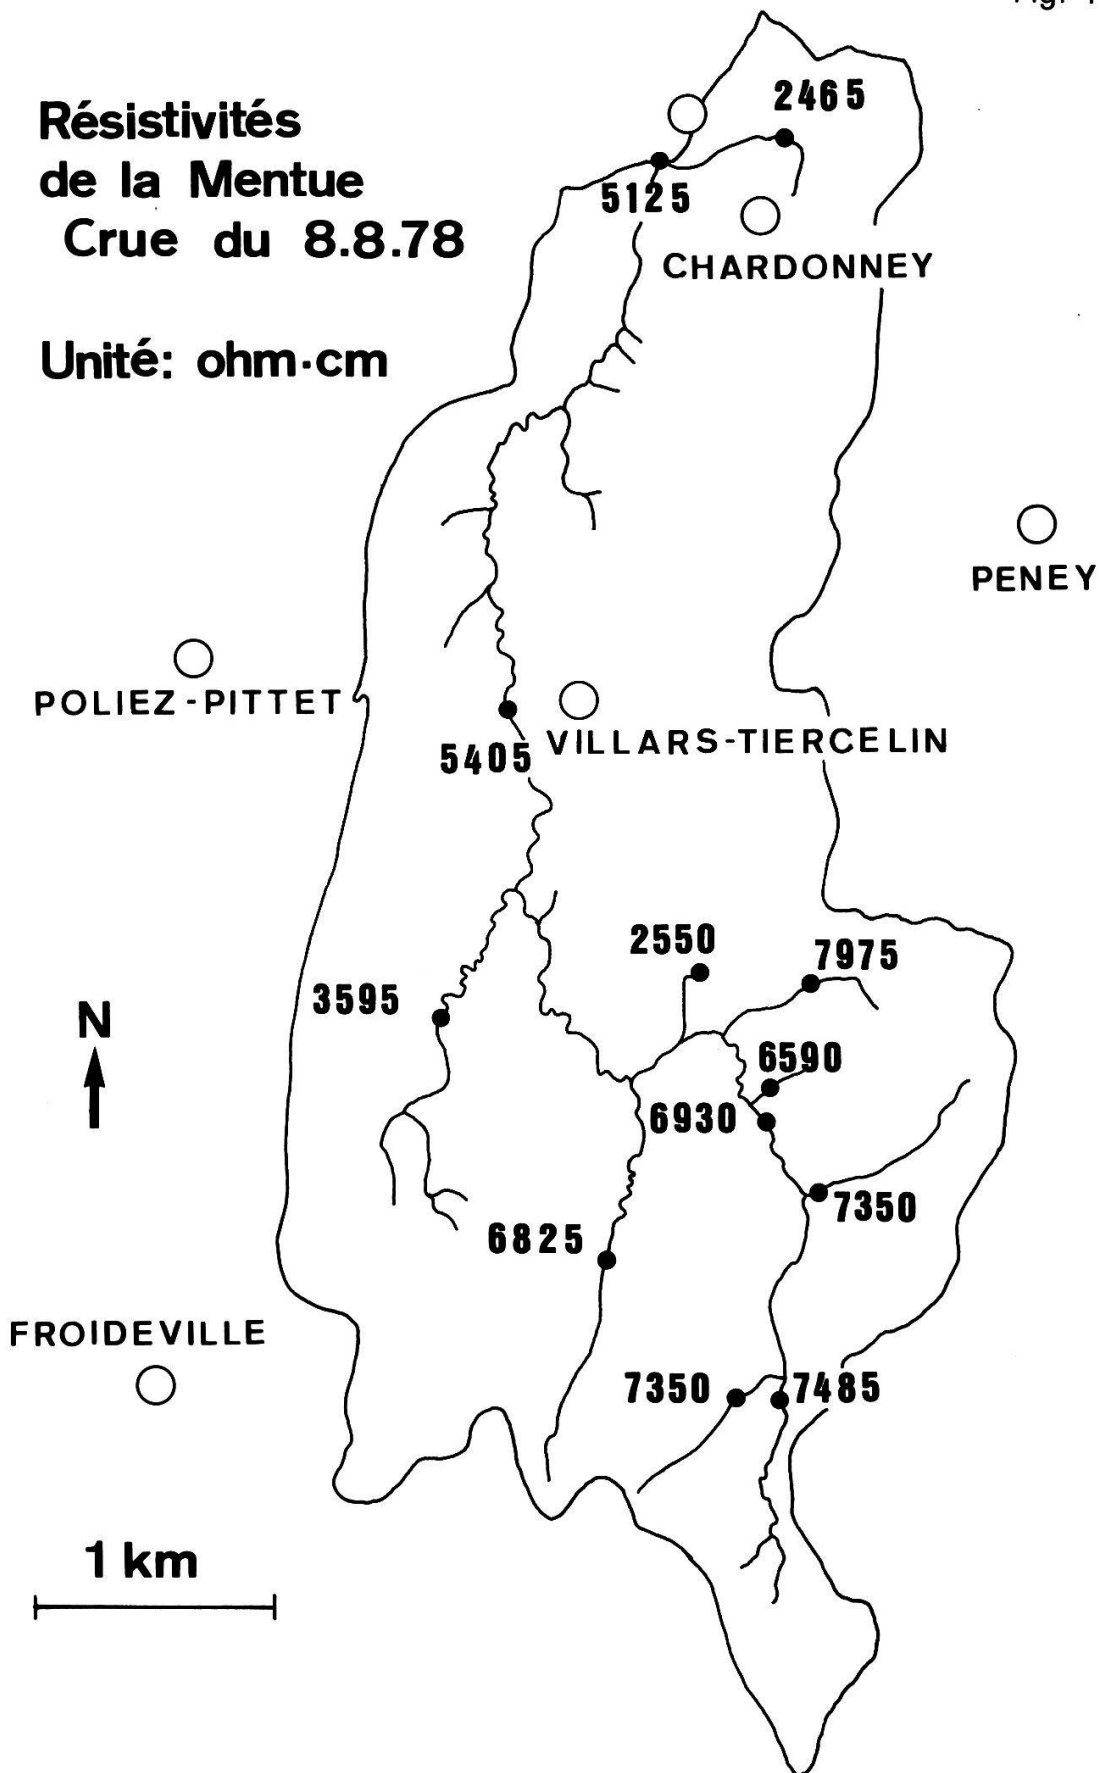 Résistivités
de la Mentue
Crue du 8.8.78
Unité: ohm·cm
2465
5125
CHARDONNEY
PENEY
POLIEZ-PITTET
VILLARS-TIERCELIN
5405
2550
7975
3595
N
6590
6930
7350
6825
FROIDEVILLE
7350
7485
1 km